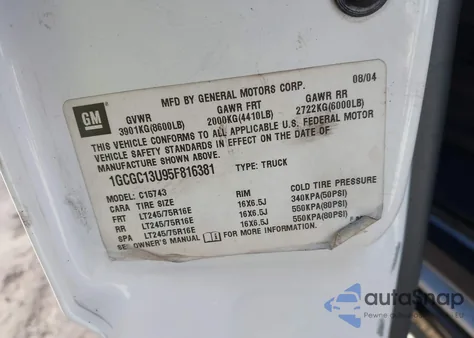 GM
MFD BY GENERAL MOTORS CORP. 08/04
GVWR GAWR FRT GAWR RR
3901KG(8600LB) 2000KG(4410LB) 2722KG(6000LB)
THIS VEHICLE CONFORMS TO ALL APPLICABLE U.S. FEDERAL MOTOR
VEHICLE SAFETY STANDARDS IN EFFECT ON THE DATE OF
MANUFACTURE SHOWN ABOVE.
1GCGC13U95F816381 TYPE: TRUCK
MODEL: C15743
CARA TIRE SIZE RIM COLD TIRE PRESSURE
FRT LT245/75R16E 16X6.5J 340KPA(50PSI)
RR LT245/75R16E 16X6.5J 550KPA(80PSI)
SPA LT245/75R16E 16X6.5J 550KPA(80PSI)
SEE OWNER'S MANUAL FOR MORE INFORMATION.
autoSnap